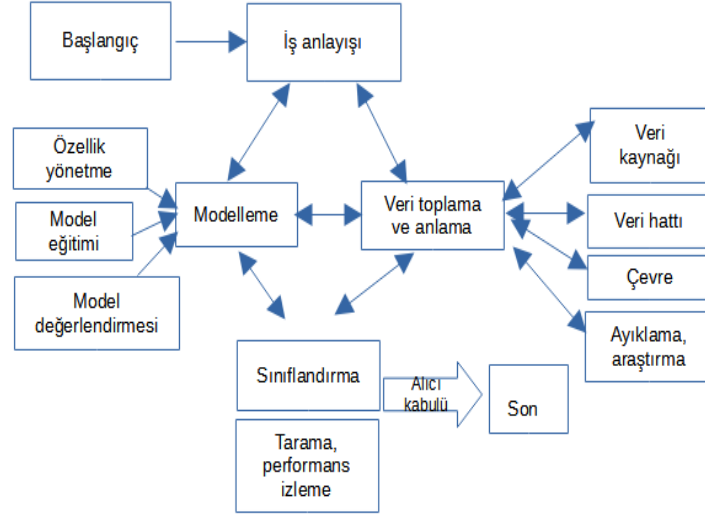 Başlangıç
İş anlayışı
Özellik
yönetme
Model
eğitimi
Model
değerlendirmesi
Modelleme
Veri toplama
ve anlama
Veri
kaynağı
Veri hattı
Çevre
Ayıklama,
araştırma
Sınıflandırma
Alıcı
kabulü
Son
Tarama,
performans
izleme